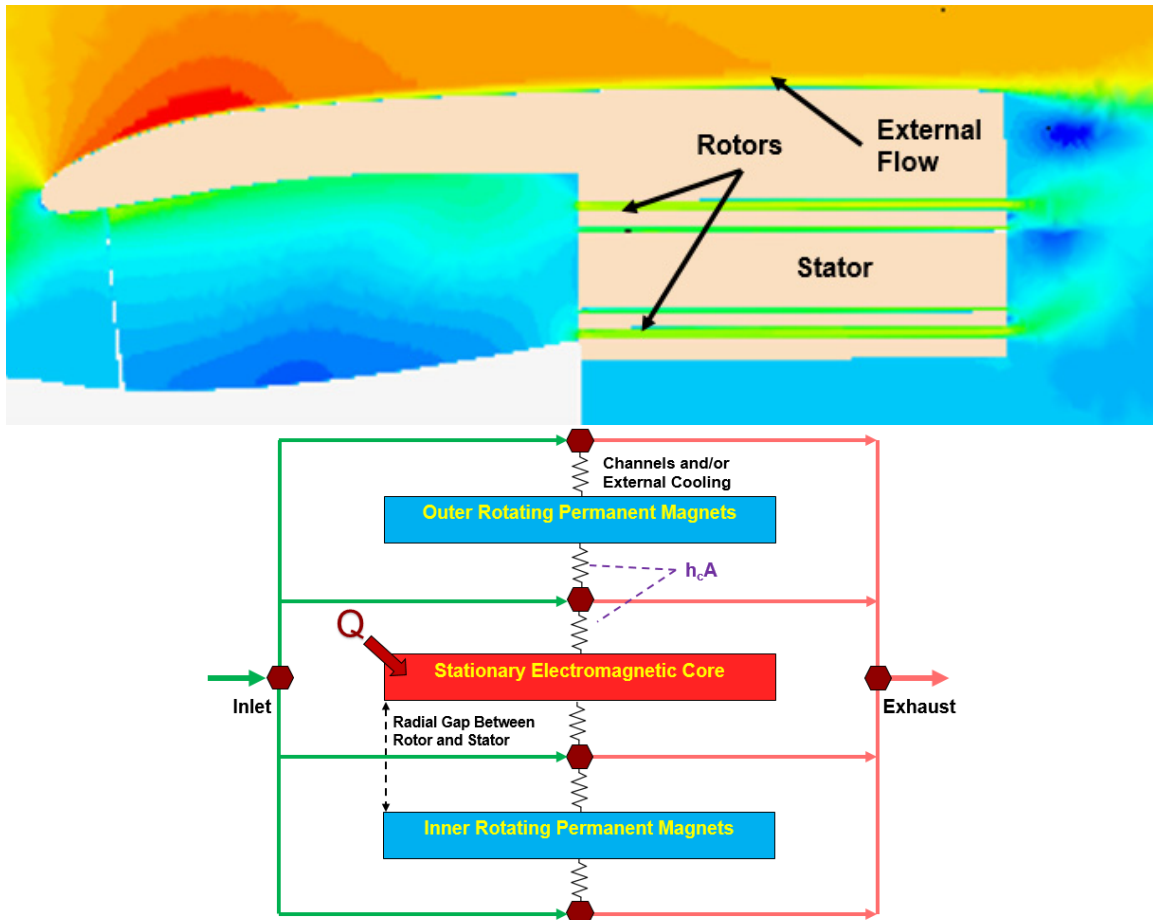 External
Flow
Rotors
Stator
Channels and/or
External Cooling
Outer Rotating Permanent Magnets
hcA
Q
Stationary Electromagnetic Core
Inlet
Radial Gap Between
Rotor and Stator
Exhaust
Inner Rotating Permanent Magnets